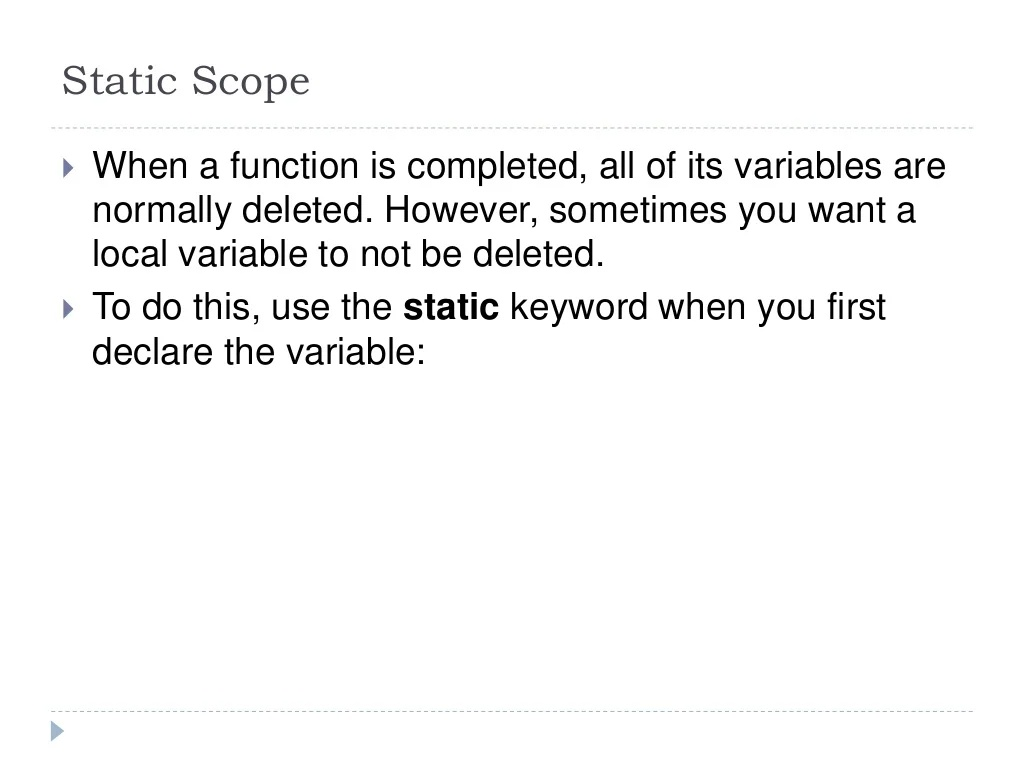 Static Scope
When a function is completed, all of its variables are
normally deleted. However, sometimes you want a
local variable to not be deleted.
To do this, use the static keyword when you first
declare the variable: